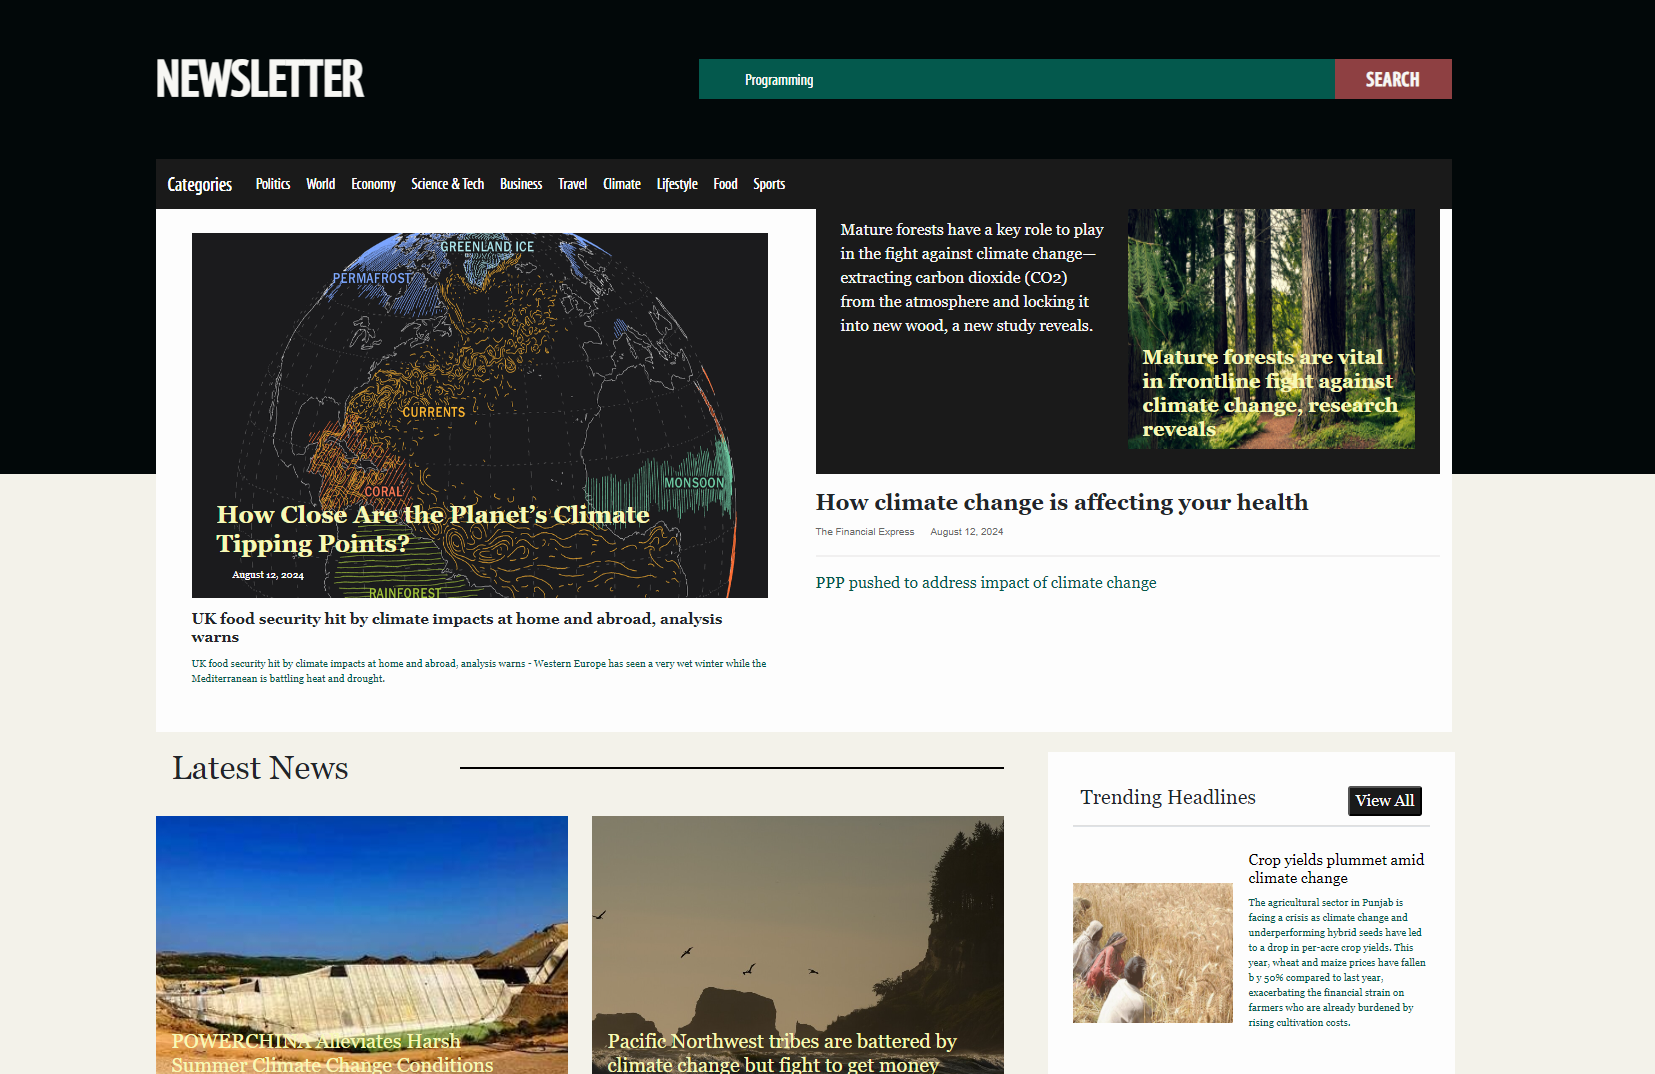 NEWSLETTER
Programming
SEARCH
Categories Politics World Economy Science & Tech Business Travel Climate Lifestyle Food Sports
GREENLAND ICE
PERMAFROST
CURRENTS
CORAL
MONSOON
How Close Are the Planet’s Climate
Tipping Points?
August 12, 2024
RAINFOREST
UK food security hit by climate impacts at home and abroad, analysis
warns
UK food security hit by climate impacts at home and abroad, analysis warns - Western Europe has seen a very wet winter while the
Mediterranean is battling heat and drought.
Mature forests have a key role to play
in the fight against climate change—
extracting carbon dioxide (CO2)
from the atmosphere and locking it
into new wood, a new study reveals.
Mature forests are vital
in frontline fight against
climate change, research
reveals
How climate change is affecting your health
The Financial Express August 12, 2024
PPP pushed to address impact of climate change
Latest News
POWERCHINA Alleviates Harsh
Summer Climate Change Conditions
Pacific Northwest tribes are battered by
climate change but fight to get money
Trending Headlines
View All
Crop yields plummet amid
climate change
The agricultural sector in Punjab is
facing a crisis as climate change and
underperforming hybrid seeds have led
to a drop in per-acre crop yields. This
year, wheat and maize prices have fallen
b y 50% compared to last year,
exacerbating the financial strain on
farmers who are already burdened by
rising cultivation costs.